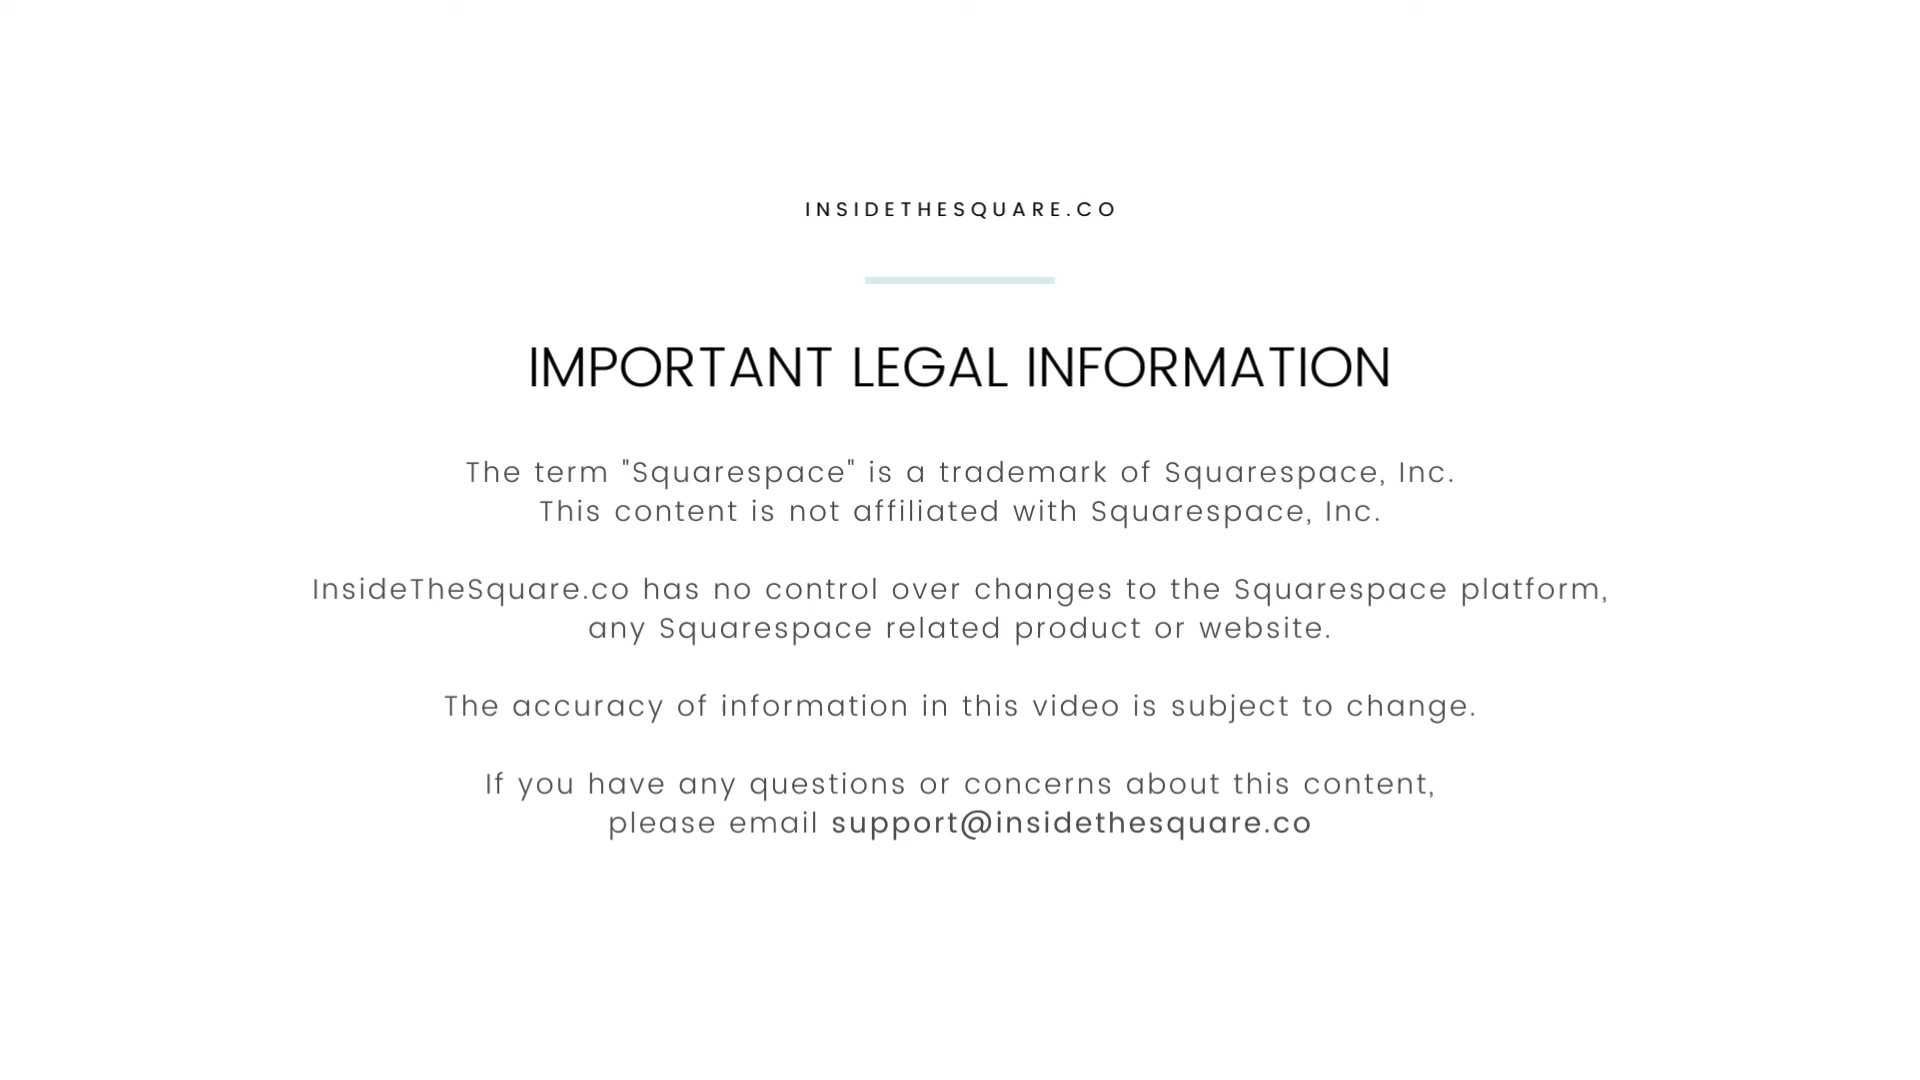 INSIDETHESQUARE.CO
IMPORTANT LEGAL INFORMATION
The term "Squarespace" is a trademark of Squarespace, Inc.
This content is not affiliated with Squarespace, Inc.
InsideTheSquare.co has no control over changes to the Squarespace platform,
any Squarespace related product or website.
The accuracy of information in this video is subject to change.
If you have any questions or concerns about this content,
please email support@insidethesquare.co